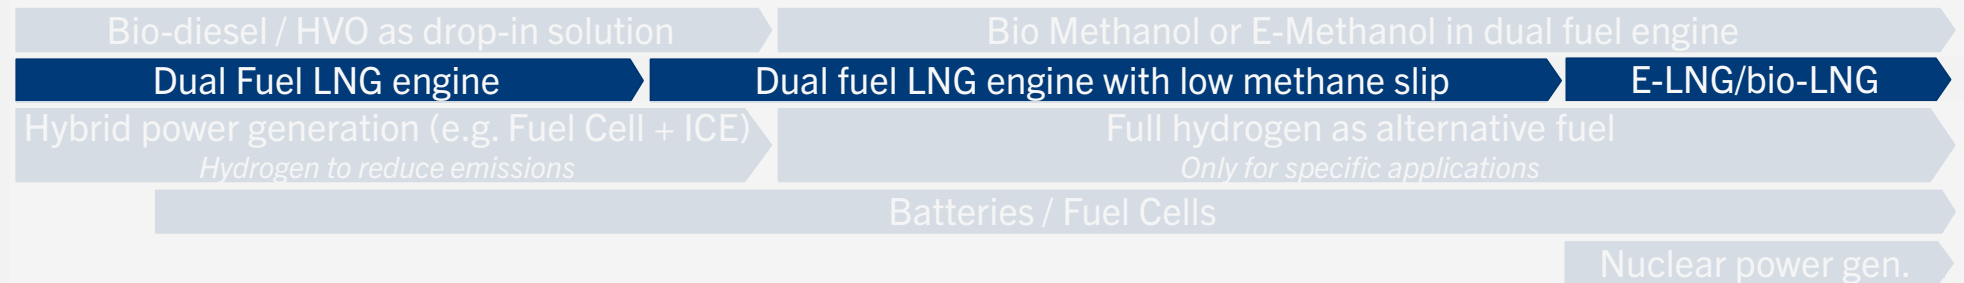 Bio-diesel / HVO as drop-in solution
Bio Methanol or E-Methanol in dual fuel engine
Dual Fuel LNG engine
Dual fuel LNG engine with low methane slip
E-LNG/bio-LNG
Hybrid power generation (e.g. Fuel Cell + ICE)
Hydrogen to reduce emissions
Full hydrogen as alternative fuel
Only for specific applications
Batteries / Fuel Cells
Nuclear power gen.